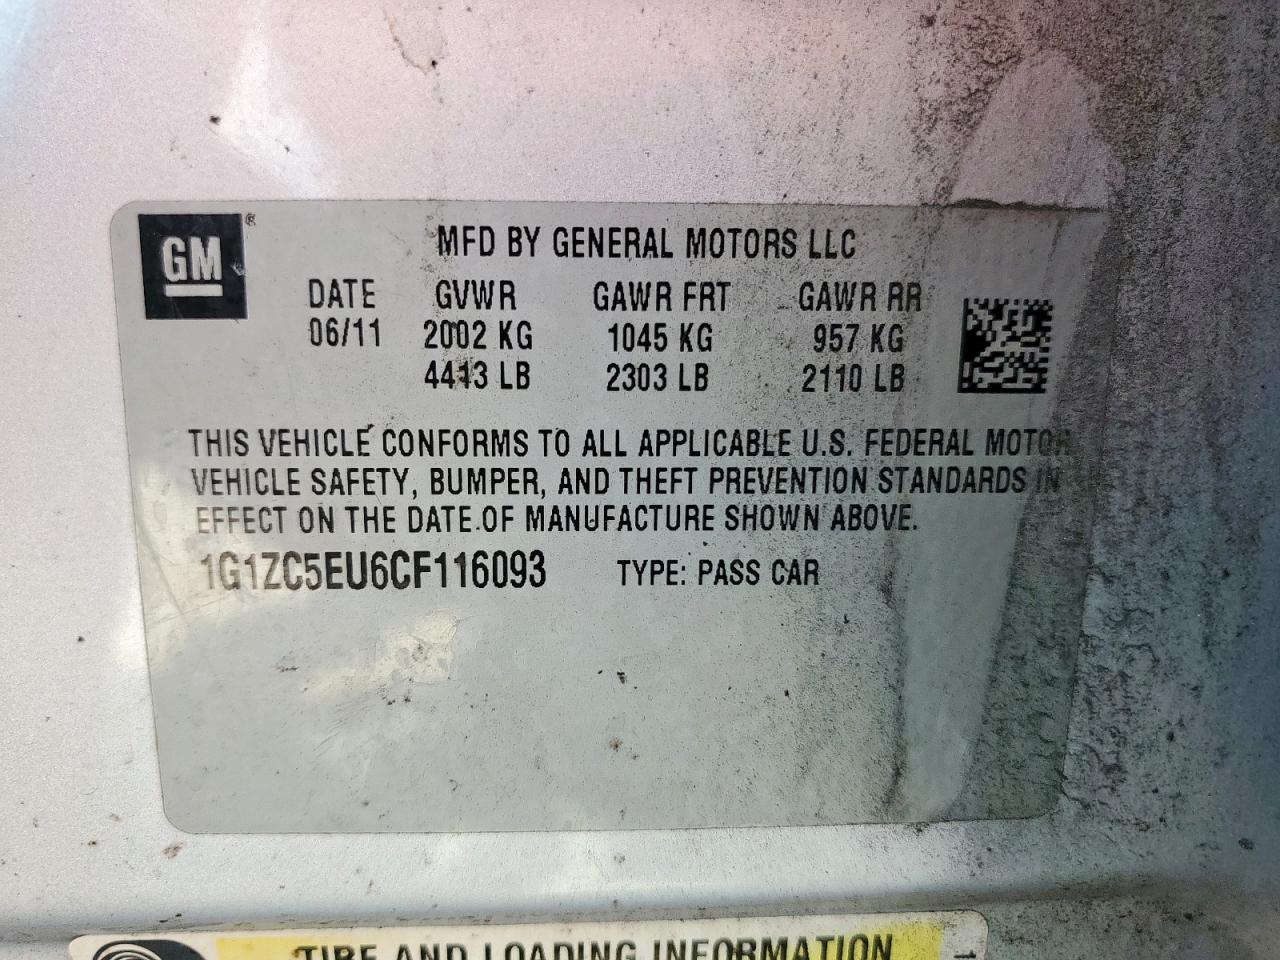 GM®
MFD BY GENERAL MOTORS LLC
DATE GVWR GAWR FRT GAWR RR
06/11 2002 KG 1045 KG 957 KG
4413 LB 2303 LB 2110 LB
THIS VEHICLE CONFORMS TO ALL APPLICABLE U.S. FEDERAL MOTOR
VEHICLE SAFETY, BUMPER, AND THEFT PREVENTION STANDARDS IN
EFFECT ON THE DATE OF MANUFACTURE SHOWN ABOVE.
1G1ZC5EU6CF116093 TYPE: PASS CAR
TIRE AND LOADING INFORMATION